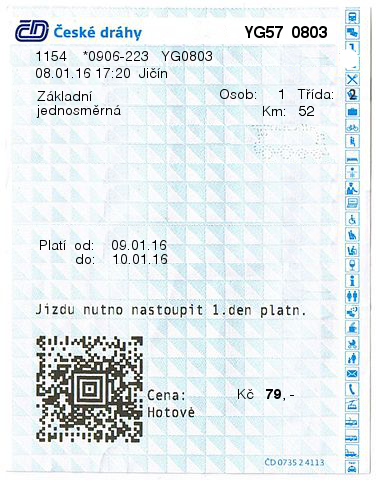 ČD České dráhy YG57 0803
1154 *0906-223 YG0803
08.01.16 17:20 Jičín
Základní Osob: 1 Třída: 2
jednosměrná Km: 52
Platí od: 09.01.16
do: 10.01.16
Jízdu nutno nastoupit 1.den platn.
Cena: Kč 79,-
Hotově
ČD 0735 2 4113